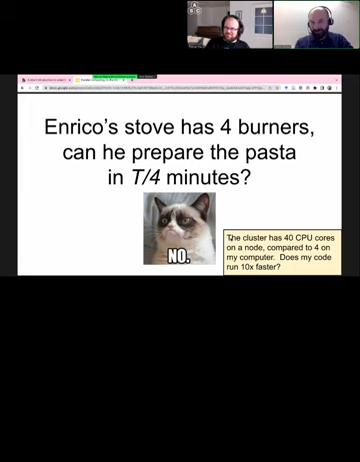 Enrico's stove has 4 burners,
can he prepare the pasta
in T/4 minutes?
NO.
The cluster has 40 CPU cores
on a node, compared to 4 on
my computer. Does my code
run 10x faster?